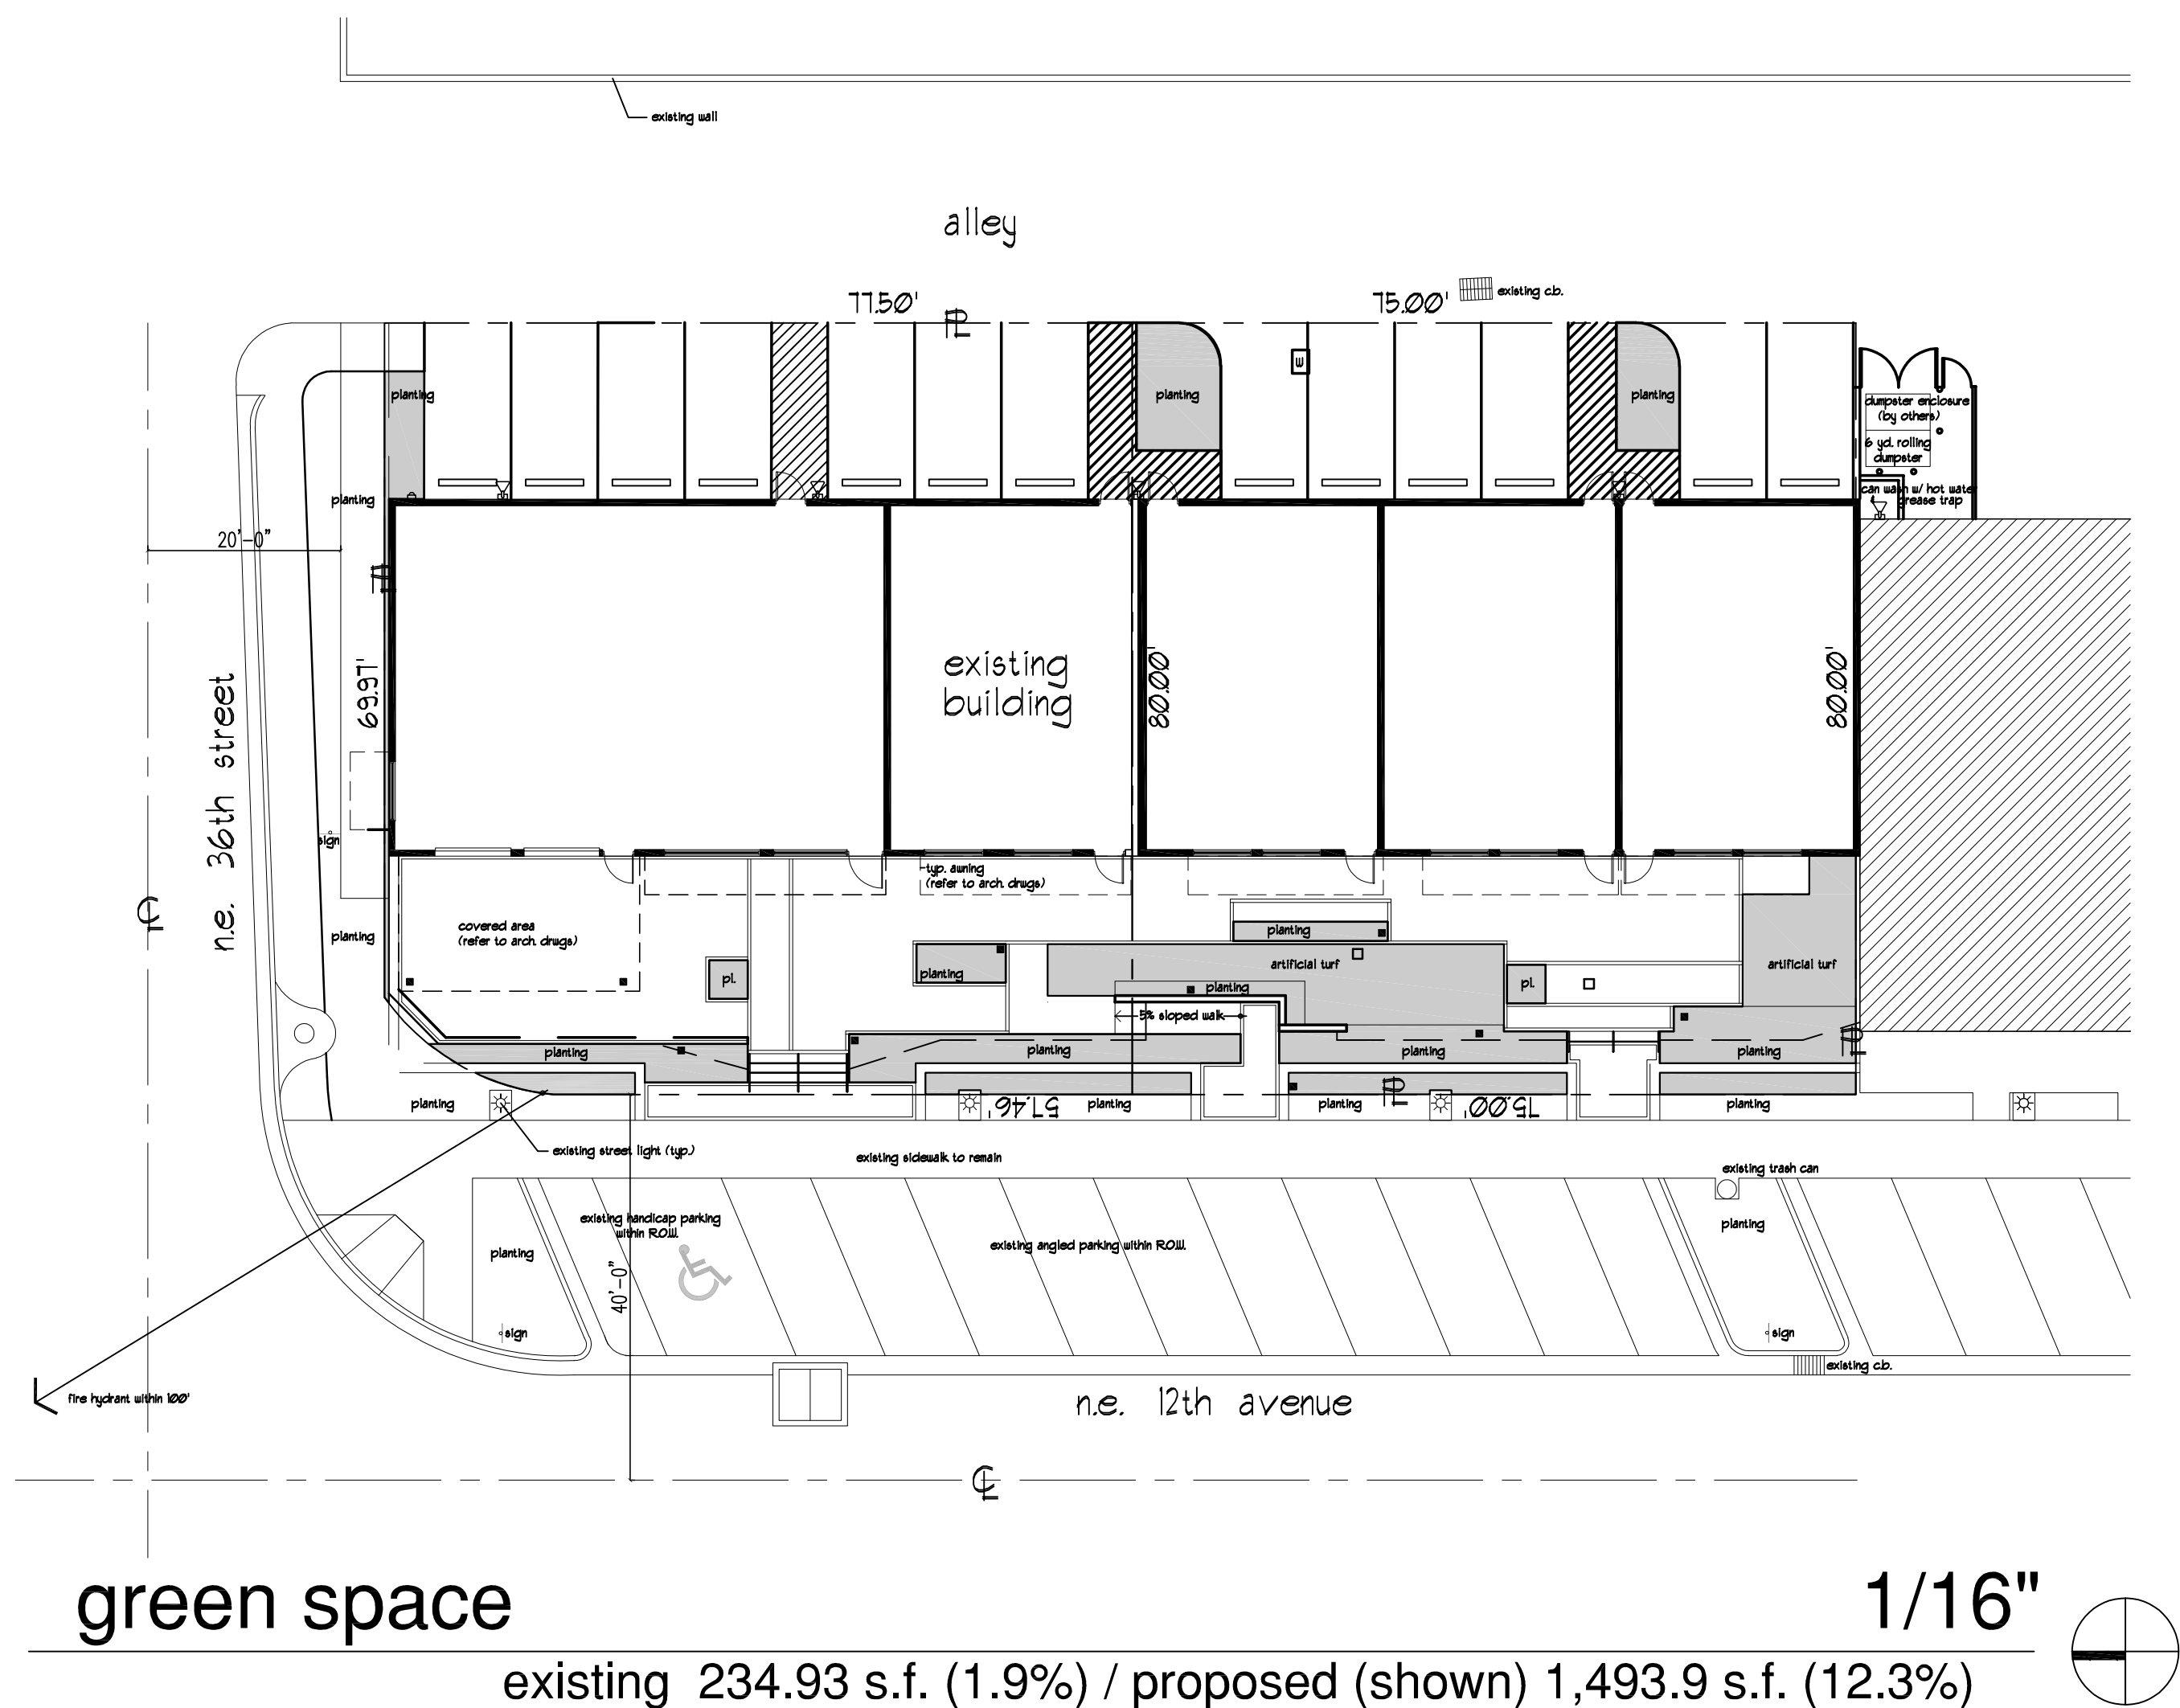 existing wall
alley
77.50'
75.00'
existing c.b.
planting
planting
planting
dumpster enclosure
(by others)
6 yd. rolling
dumpster
can wash w/ hot water
grease trap
planting
20'-0"
n.e. 36th street
69.97'
existing
building
80.00'
80.00'
sign
typ. awning
(refer to arch. drwgs)
covered area
(refer to arch. drwgs)
planting
planting
artificial turf
artificial turf
pl.
planting
pl.
planting
5% sloped walk
planting
planting
planting
planting
planting
57.46'
planting
planting
75.00'
planting
existing street light (typ.)
existing sidewalk to remain
existing trash can
existing handicap parking
within R.O.W.
planting
planting
existing angled parking within R.O.W.
40'-0"
sign
sign
existing c.b.
fire hydrant within 100'
n.e. 12th avenue
green space
1/16"
existing 234.93 s.f. (1.9%) / proposed (shown) 1,493.9 s.f. (12.3%)